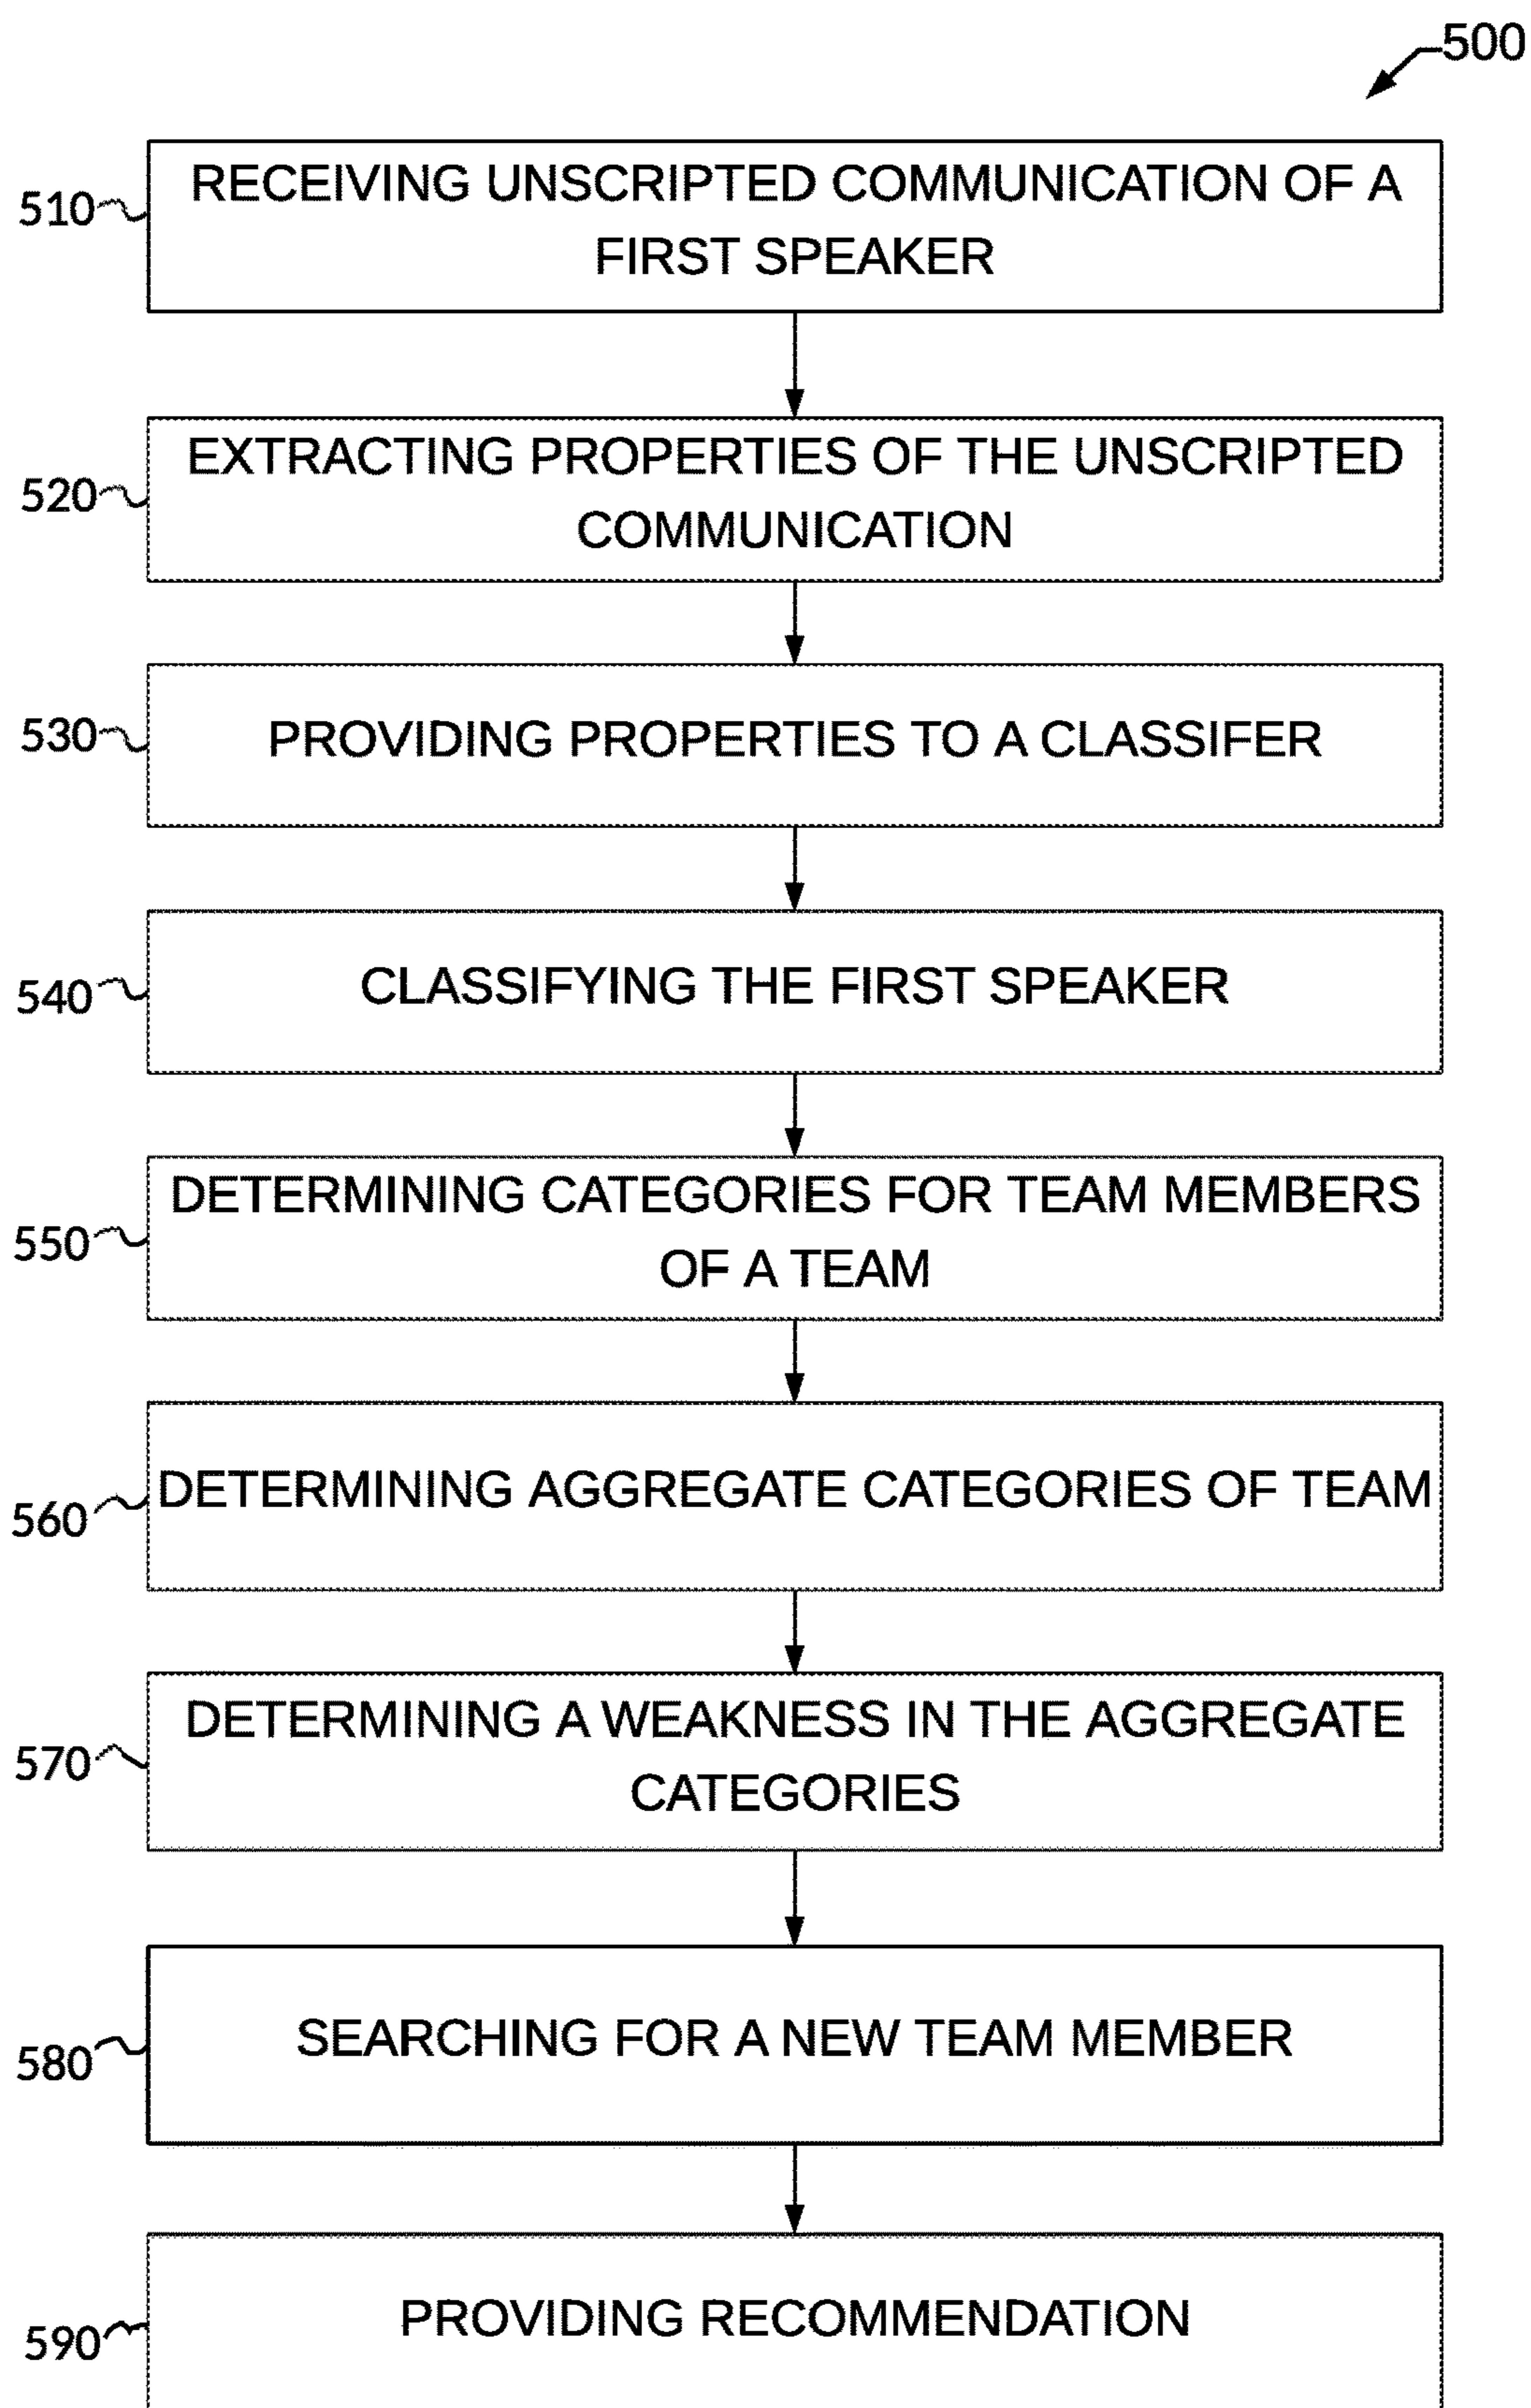 500
510
RECEIVING UNSCRIPTED COMMUNICATION OF A
FIRST SPEAKER
520
EXTRACTING PROPERTIES OF THE UNSCRIPTED
COMMUNICATION
530
PROVIDING PROPERTIES TO A CLASSIFER
540
CLASSIFYING THE FIRST SPEAKER
550
DETERMINING CATEGORIES FOR TEAM MEMBERS
OF A TEAM
560
DETERMINING AGGREGATE CATEGORIES OF TEAM
570
DETERMINING A WEAKNESS IN THE AGGREGATE
CATEGORIES
580
SEARCHING FOR A NEW TEAM MEMBER
590
PROVIDING RECOMMENDATION